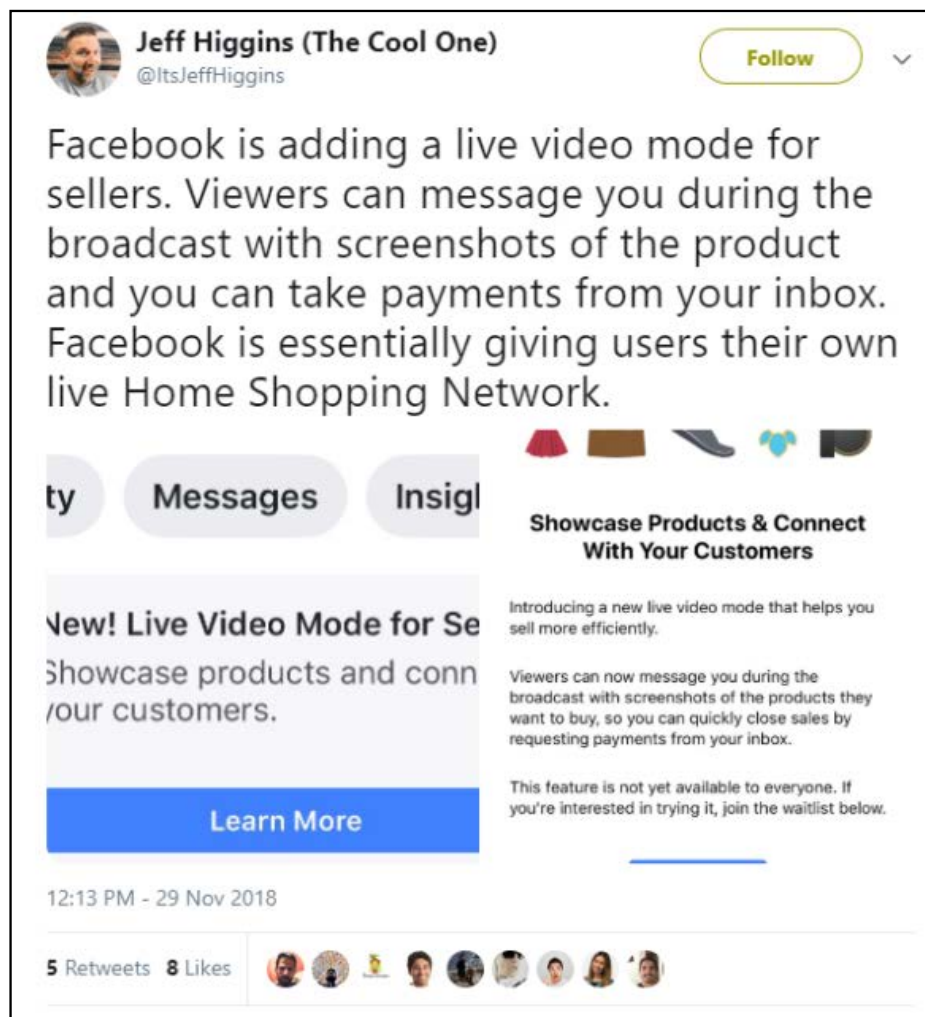 Jeff Higgins (The Cool One)
@ItsJeffHiggins
Follow
Facebook is adding a live video mode for
sellers. Viewers can message you during the
broadcast with screenshots of the product
and you can take payments from your inbox.
Facebook is essentially giving users their own
live Home Shopping Network.
ty Messages Insigl
New! Live Video Mode for Se
Showcase products and conn
your customers.
Learn More
Showcase Products & Connect
With Your Customers
Introducing a new live video mode that helps you
sell more efficiently.
Viewers can now message you during the
broadcast with screenshots of the products they
want to buy, so you can quickly close sales by
requesting payments from your inbox.
This feature is not yet available to everyone. If
you're interested in trying it, join the waitlist below.
12:13 PM - 29 Nov 2018
5 Retweets 8 Likes